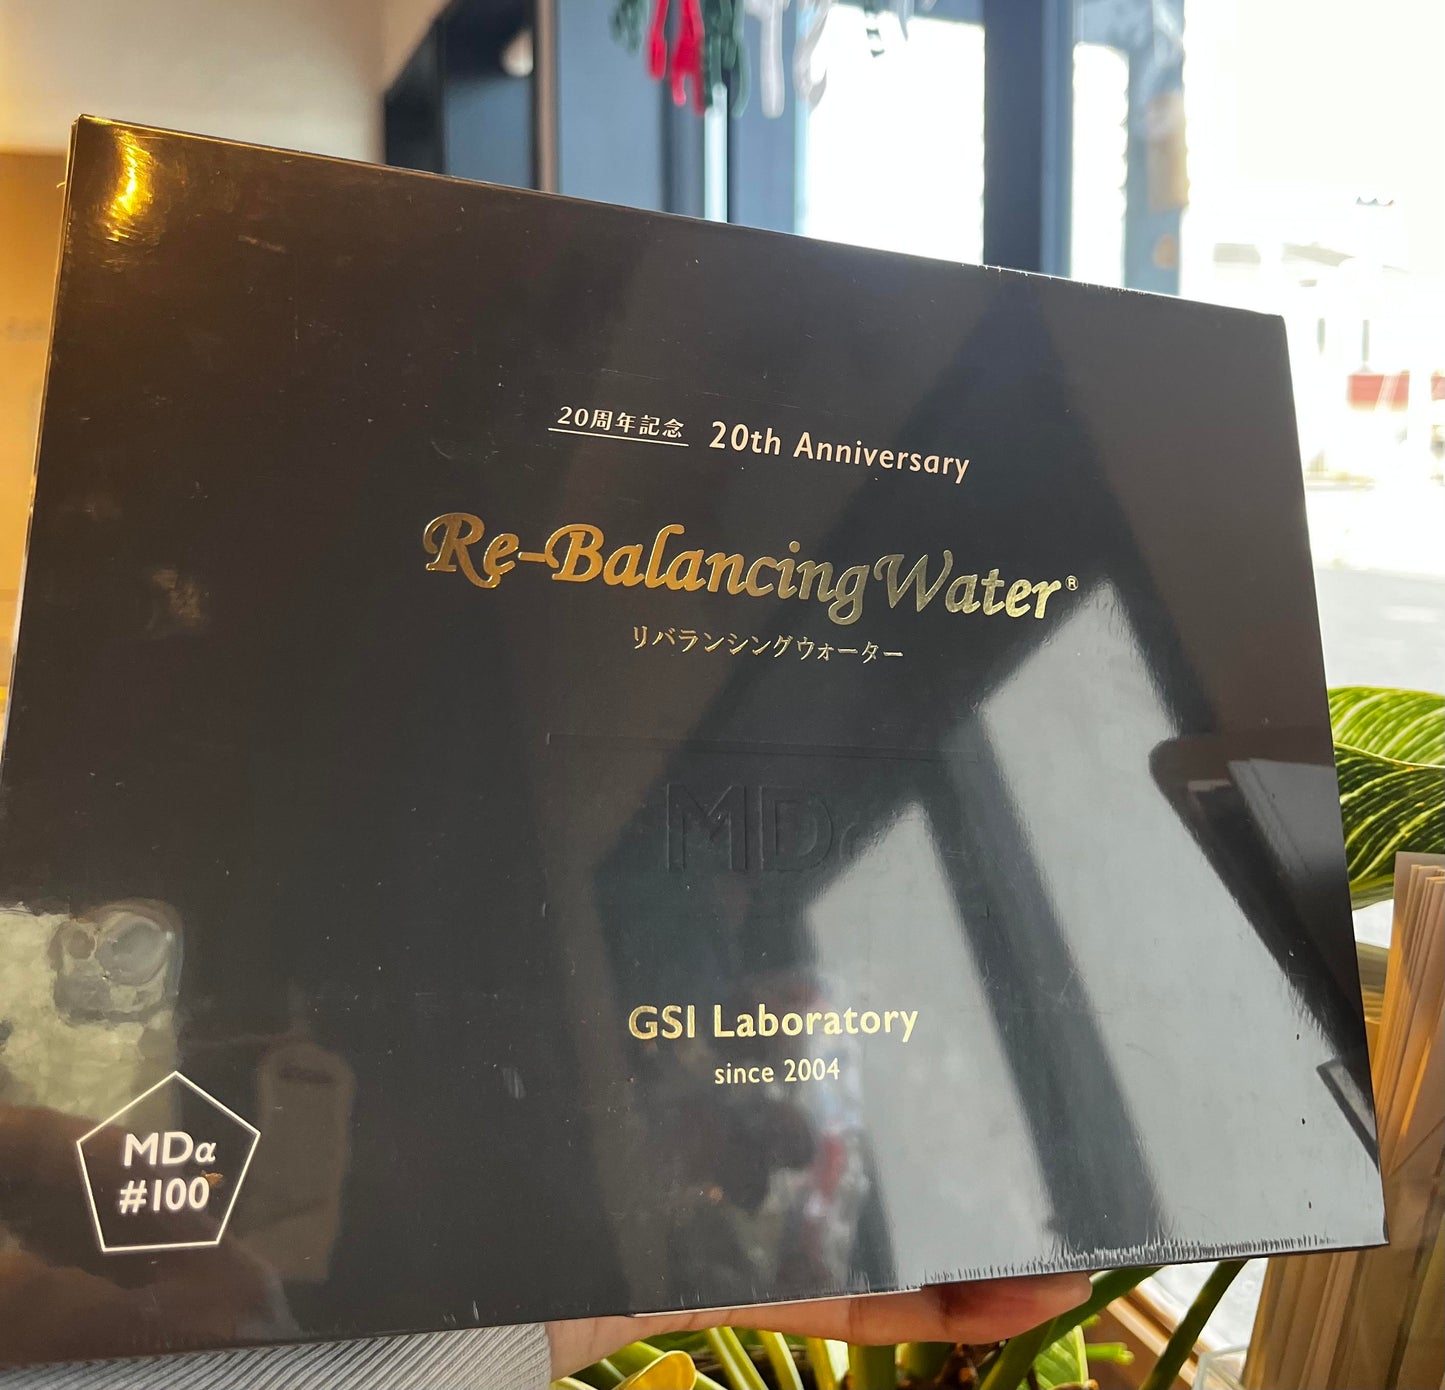 20周年記念 20th Anniversary
Re-Balancing Water®
リバランシングウォーター
MDα
GSI Laboratory
since 2004
MDα
#100